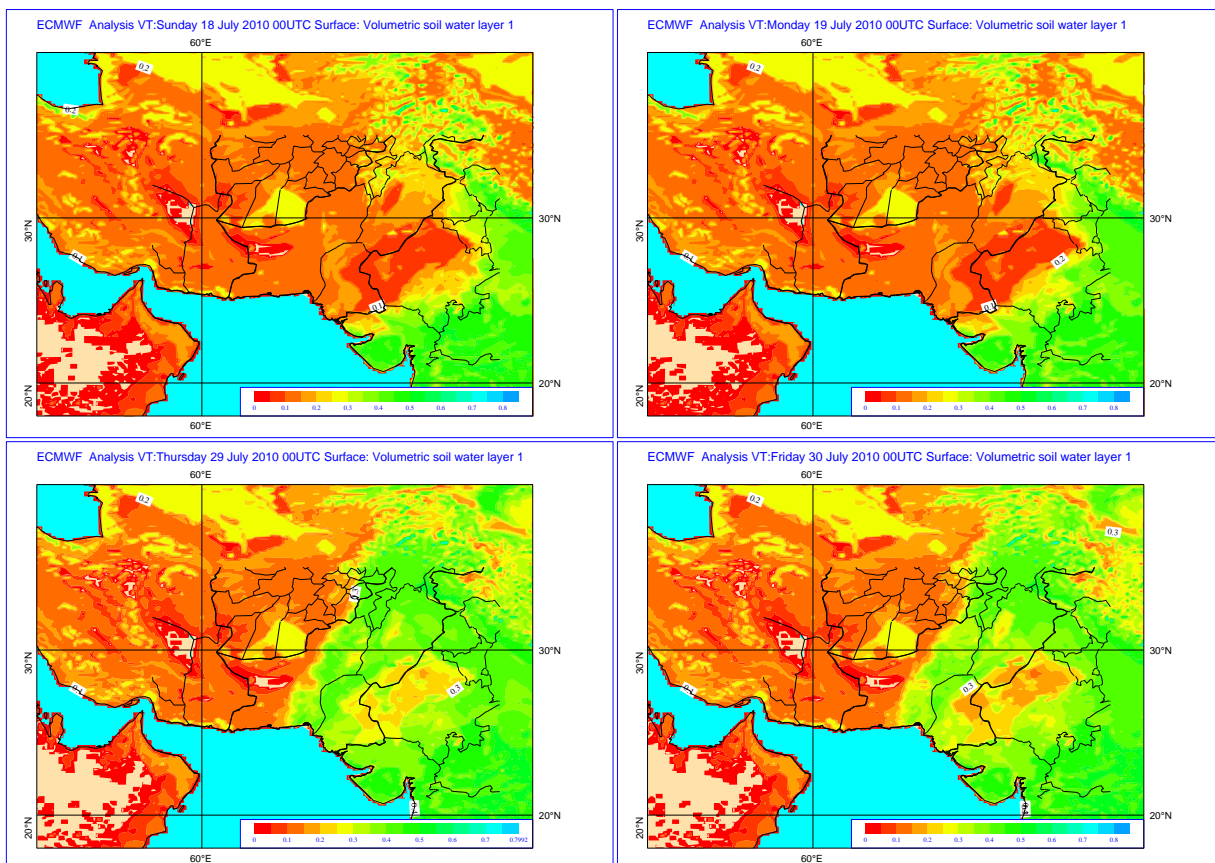 ECMWF Analysis VT:Sunday 18 July 2010 00UTC Surface: Volumetric soil water layer 1
60°E
0.2
0.2
30°N
30°N
0.1
0.1
20°N
20°N
0 0.1 0.2 0.3 0.4 0.5 0.6 0.7 0.8
60°E
ECMWF Analysis VT:Monday 19 July 2010 00UTC Surface: Volumetric soil water layer 1
60°E
0.2
30°N
30°N
0.2
0.1
0.1
20°N
20°N
0 0.1 0.2 0.3 0.4 0.5 0.6 0.7 0.8
60°E
ECMWF Analysis VT:Thursday 29 July 2010 00UTC Surface: Volumetric soil water layer 1
60°E
0.2
0.3
30°N
30°N
0.1
0.3
20°N
20°N
0 0.1 0.2 0.3 0.4 0.5 0.6 0.7 0.7992
60°E
ECMWF Analysis VT:Friday 30 July 2010 00UTC Surface: Volumetric soil water layer 1
60°E
0.2
0.3
30°N
30°N
0.1
0.3
20°N
20°N
0 0.1 0.2 0.3 0.4 0.5 0.6 0.7 0.8
60°E